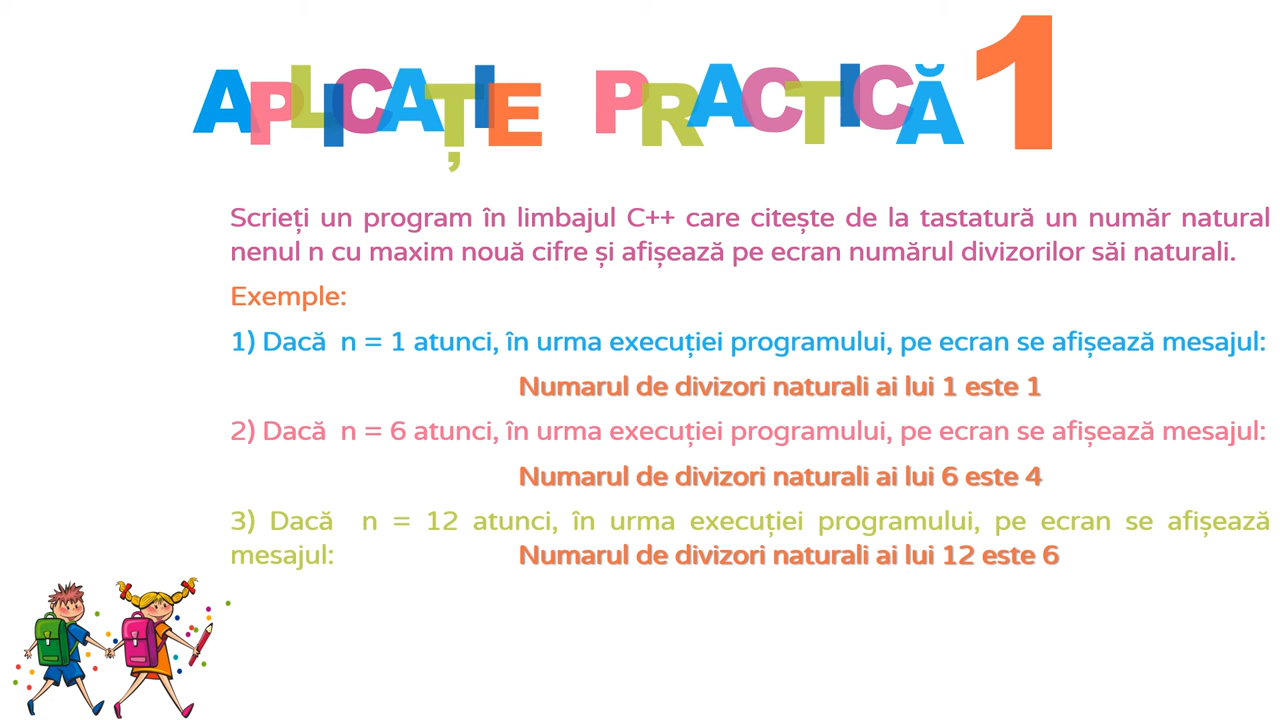 APLICAȚIE PRACTICĂ 1
Scrieți un program în limbajul C++ care citește de la tastatură un număr natural
nenul n cu maxim nouă cifre și afișează pe ecran numărul divizorilor săi naturali.
Exemple:
1) Dacă n = 1 atunci, în urma execuției programului, pe ecran se afișează mesajul:
Numarul de divizori naturali ai lui 1 este 1
2) Dacă n = 6 atunci, în urma execuției programului, pe ecran se afișează mesajul:
Numarul de divizori naturali ai lui 6 este 4
3) Dacă n = 12 atunci, în urma execuției programului, pe ecran se afișează
mesajul: Numarul de divizori naturali ai lui 12 este 6